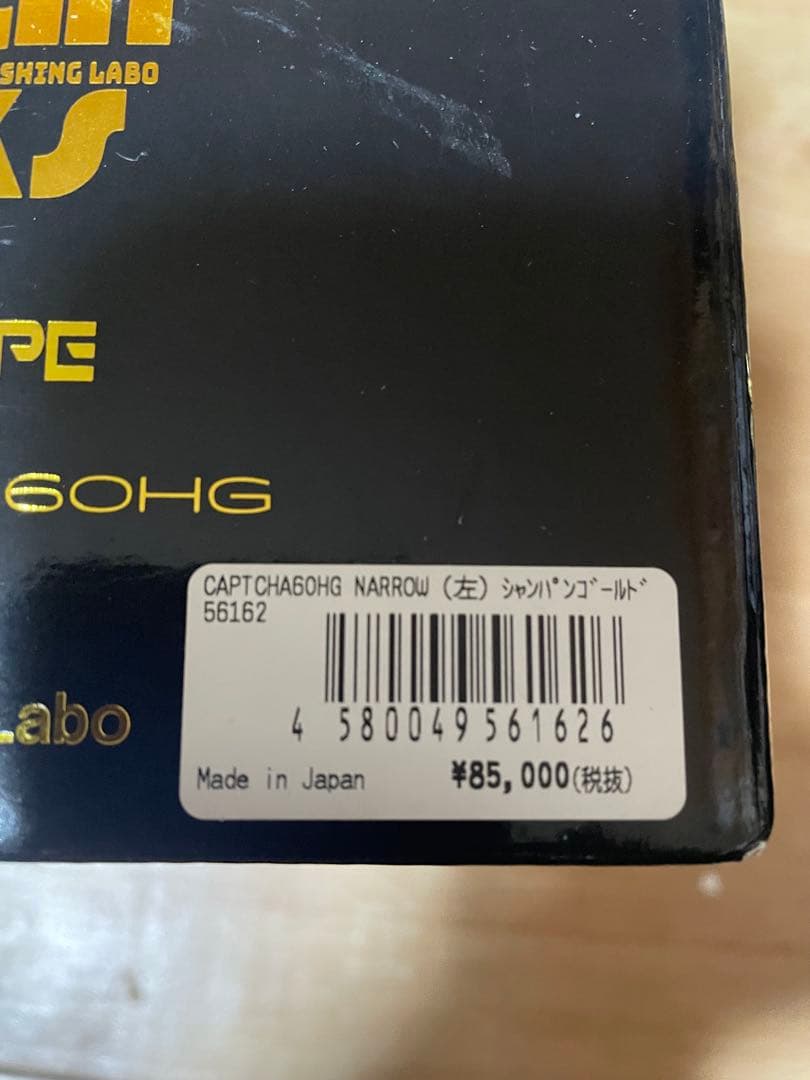 SHING LABO
KS
PE
60HG
CAPTCHA60HG NARROW (左) ｼｬﾝﾊﾟﾝｺﾞｰﾙﾄﾞ
56162
4 580049 561626
Labo
Made in Japan ¥85,000(税抜)